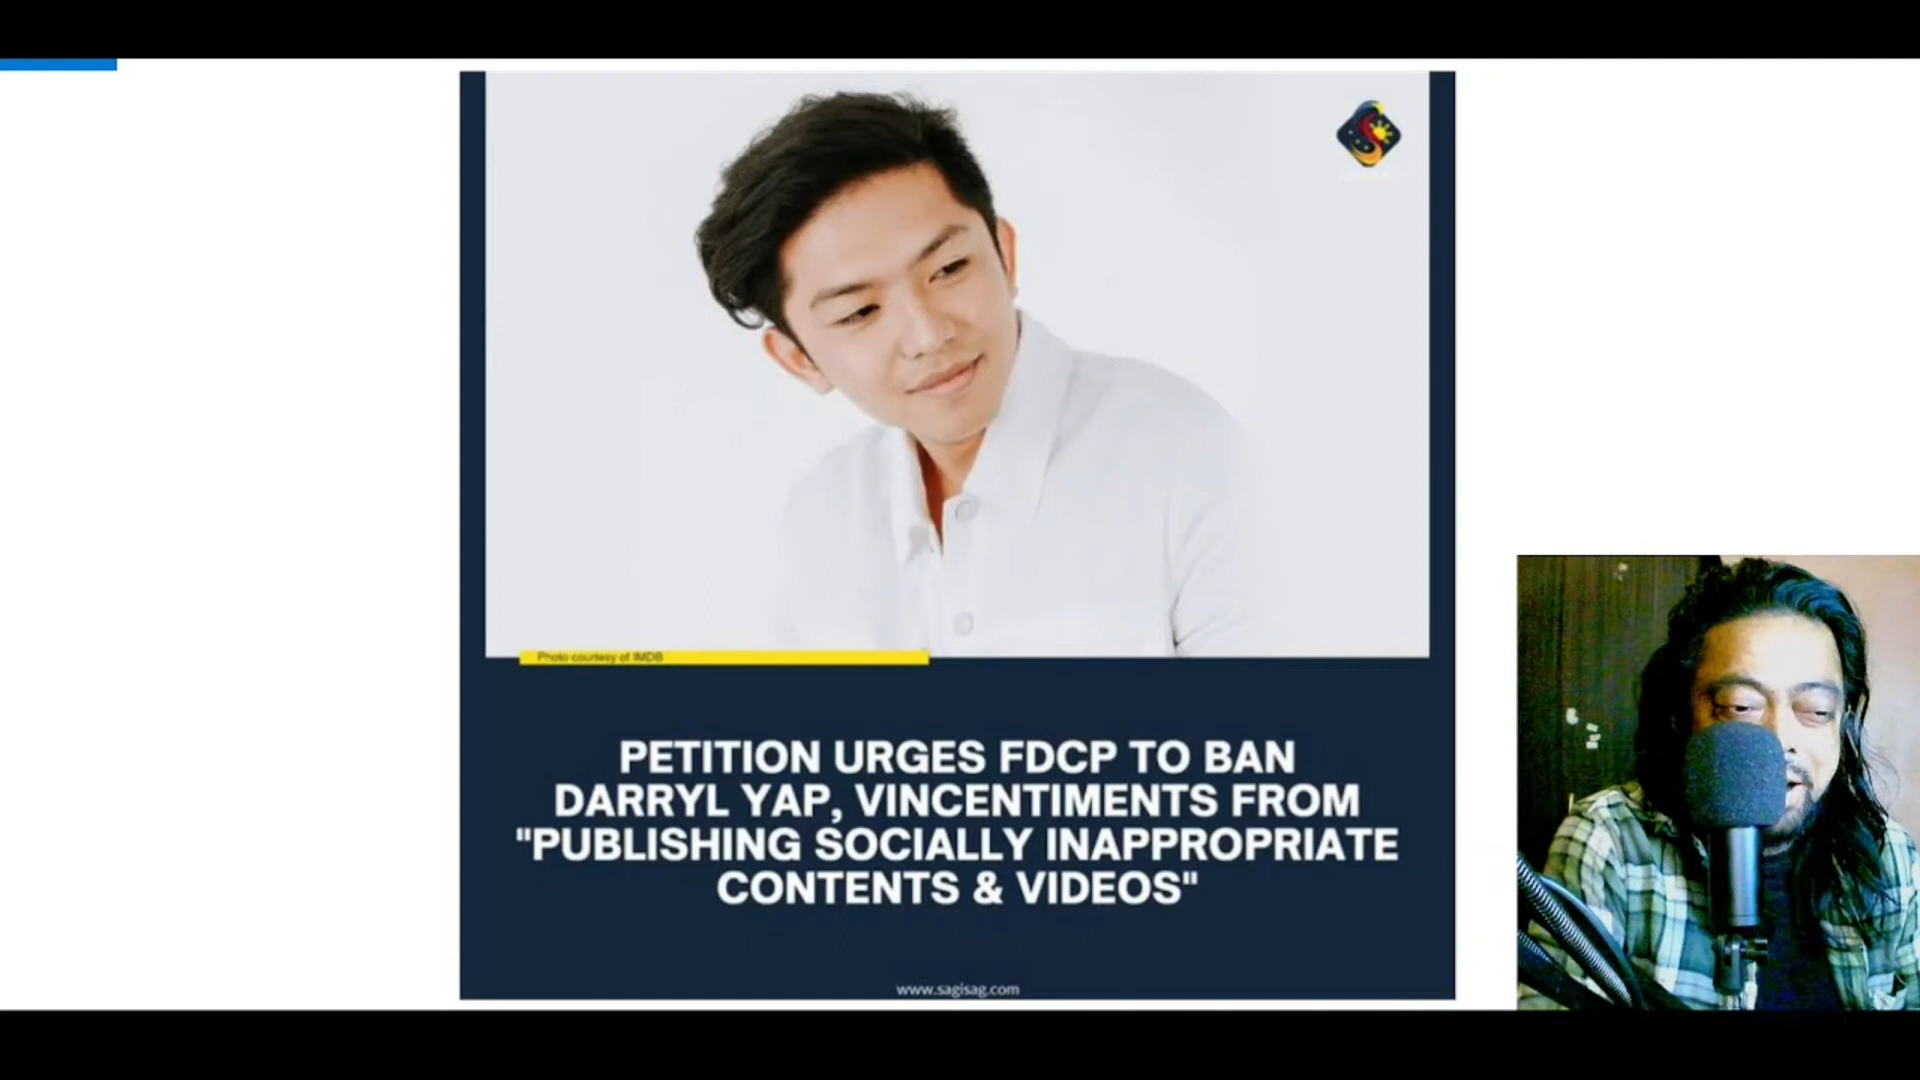 Photo courtesy of IMDB
PETITION URGES FDCP TO BAN
DARRYL YAP, VINCENTIMENTS FROM
"PUBLISHING SOCIALLY INAPPROPRIATE
CONTENTS & VIDEOS"
www.sagisag.com